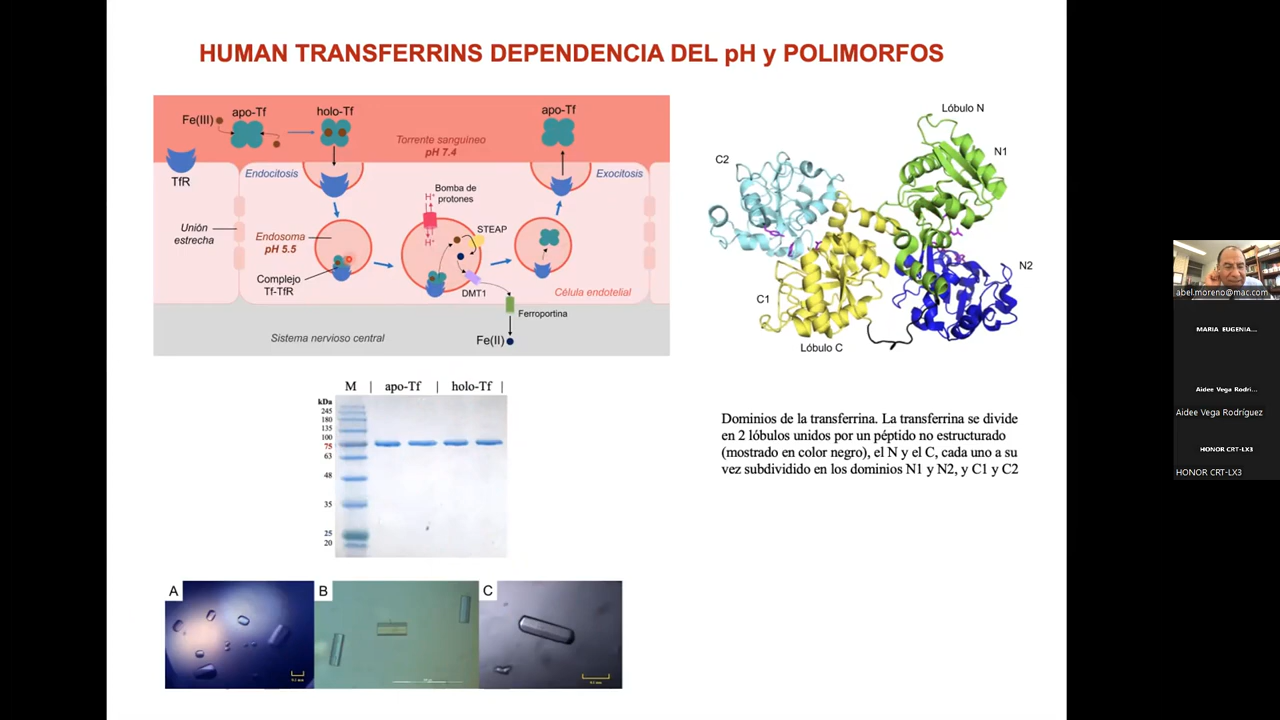 HUMAN TRANSFERRINS DEPENDENCIA DEL pH y POLIMORFOS
Fe(III)
apo-Tf
holo-Tf
apo-Tf
Torrente sanguíneo
pH 7.4
TfR
Endocitosis
Exocitosis
Bomba de
protones
H⁺
H⁺
STEAP
Unión
estrecha
Endosoma
pH 5.5
Complejo
Tf-TfR
DMT1
Célula endotelial
Ferroportina
Sistema nervioso central
Fe(II)
Lóbulo N
N1
C2
N2
C1
Lóbulo C
M | apo-Tf | holo-Tf |
kDa
245
180
135
100
75
63
48
35
25
20
Dominios de la transferrina. La transferrina se divide
en 2 lóbulos unidos por un péptido no estructurado
(mostrado en color negro), el N y el C, cada uno a su
vez subdividido en los dominios N1 y N2, y C1 y C2
A
B
C
abel.moreno@mac.com
MARIA EUGENIA...
Aidee Vega Rodri...
Aidee Vega Rodríguez
HONOR CRT-LX3
HONOR CRT-LX3